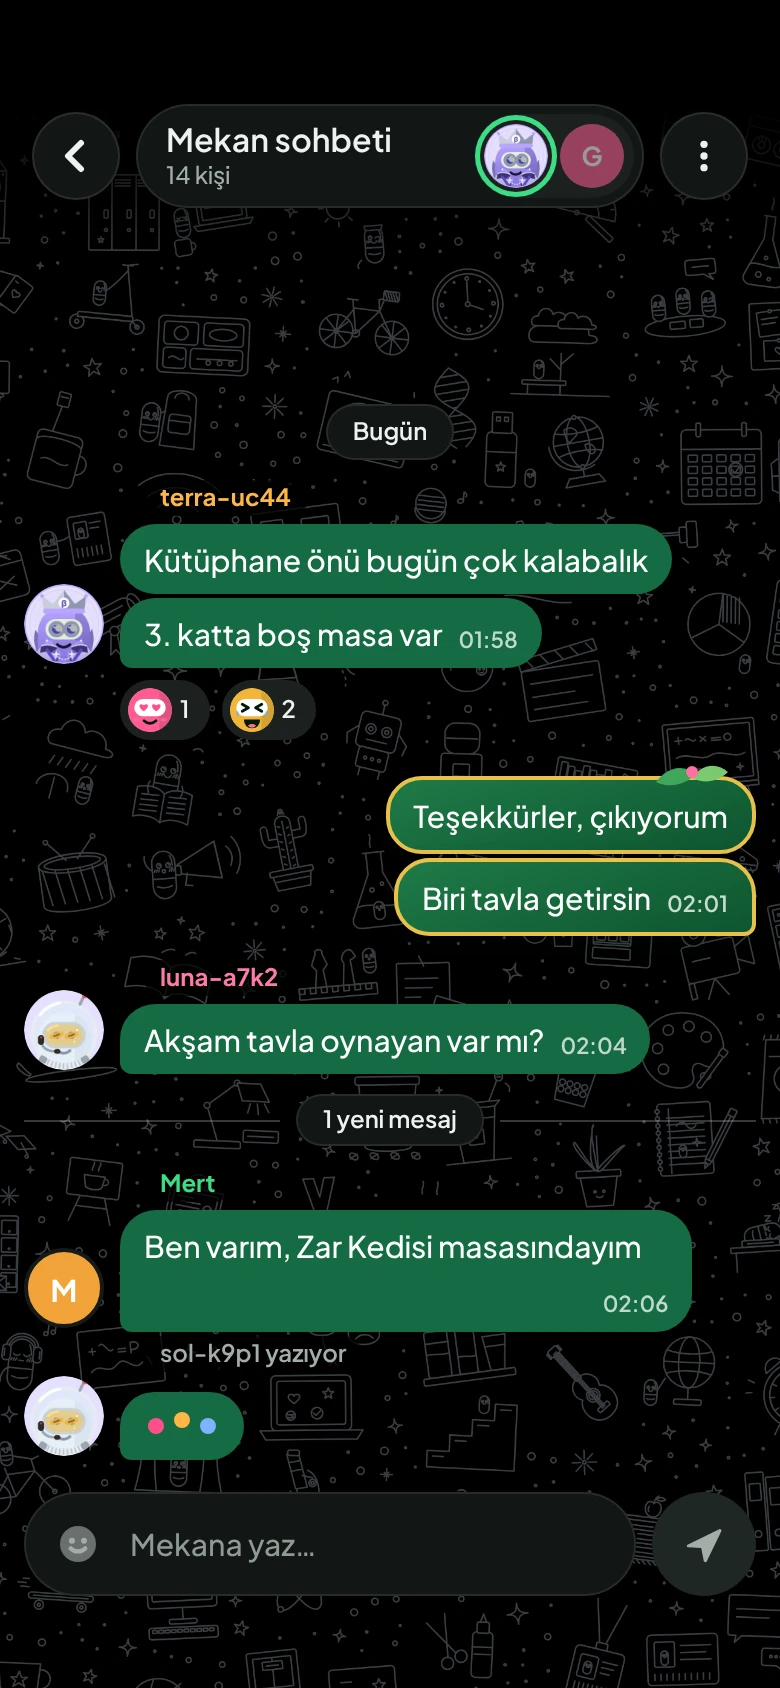 Mekan sohbeti
14 kişi
G
Bugün
terra-uc44
Kütüphane önü bugün çok kalabalık
3. katta boş masa var 01:58
1
2
Teşekkürler, çıkıyorum
Biri tavla getirsin 02:01
luna-a7k2
Akşam tavla oynayan var mı? 02:04
1 yeni mesaj
Mert
Ben varım, Zar Kedisi masasındayım
M
02:06
sol-k9p1 yazıyor
Mekana yaz...